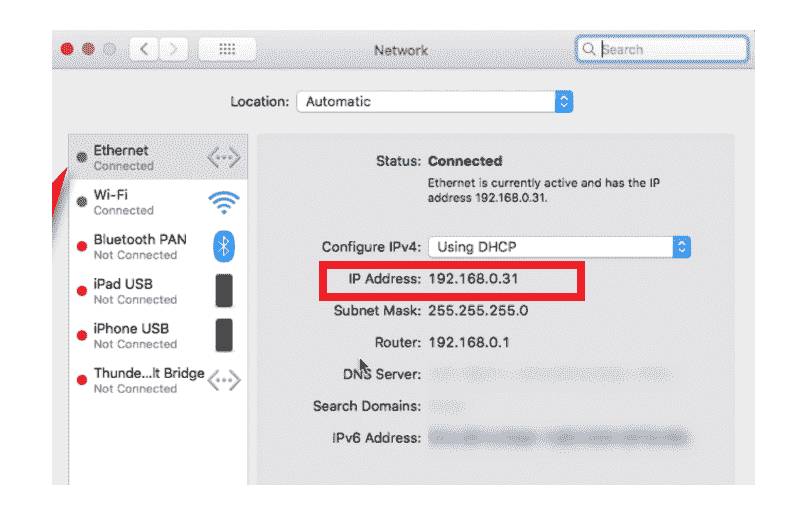 Network
Search
Location: Automatic
Ethernet
Connected
Wi-Fi
Connected
Bluetooth PAN
Not Connected
iPad USB
Not Connected
iPhone USB
Not Connected
Thunde...lt Bridge
Not Connected
Status: Connected
Ethernet is currently active and has the IP
address 192.168.0.31.
Configure IPv4: Using DHCP
IP Address: 192.168.0.31
Subnet Mask: 255.255.255.0
Router: 192.168.0.1
DNS Server:
Search Domains:
IPv6 Address: